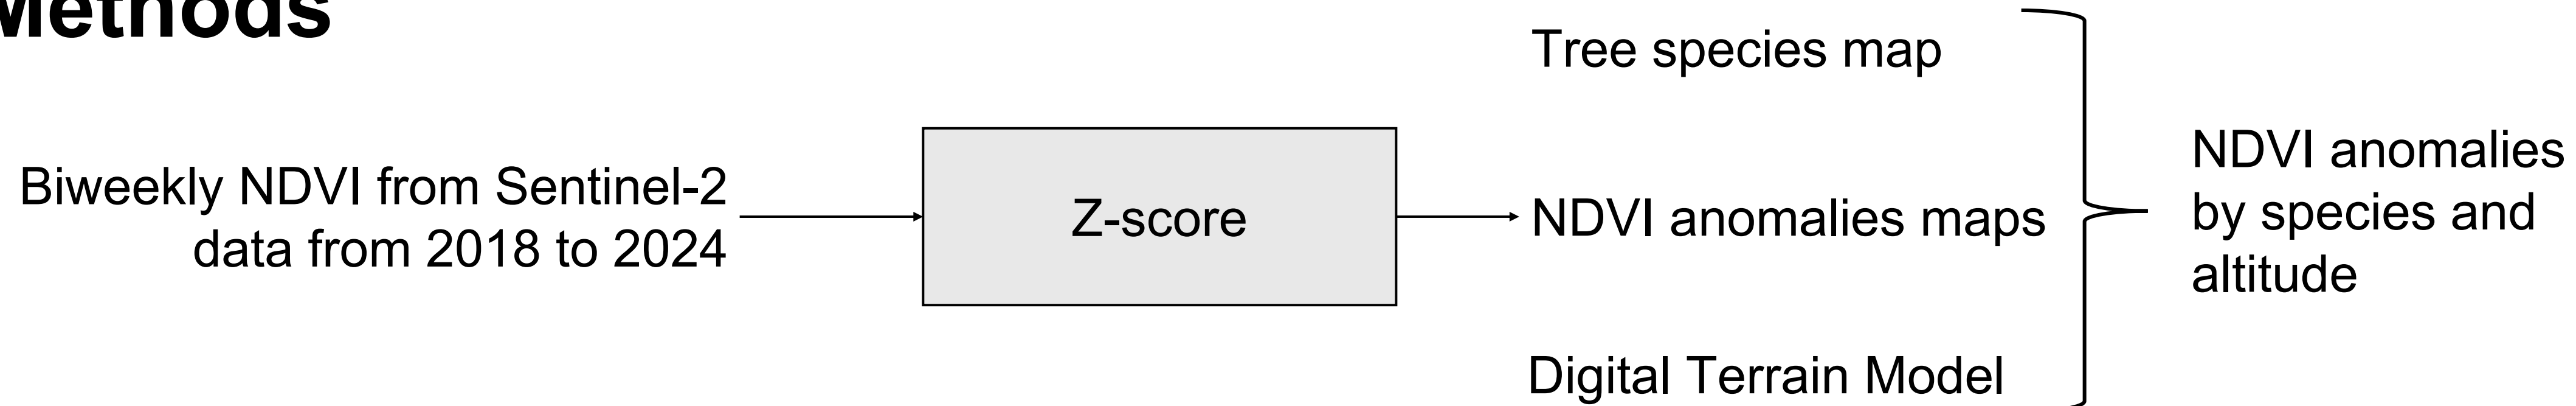 Methods
Tree species map
Biweekly NDVI from Sentinel-2
data from 2018 to 2024
Z-score
NDVI anomalies maps
Digital Terrain Model
NDVI anomalies
by species and
altitude